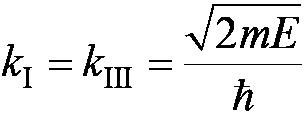 k_I = k_III = √(2mE) / ħ